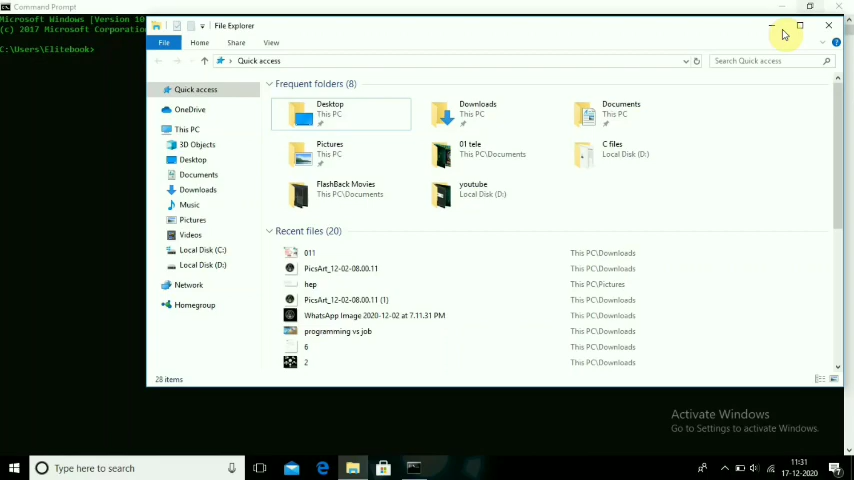 Command Prompt
Microsoft Windows [Version 10
(c) 2017 Microsoft Corporatio
C:\Users\Elitebook>
File Explorer
File Home Share View
Quick access
Search Quick access
Quick access
OneDrive
This PC
3D Objects
Desktop
Documents
Downloads
Music
Pictures
Videos
Local Disk (C:)
Local Disk (D:)
Network
Homegroup
Frequent folders (8)
Desktop
This PC
Downloads
This PC
Documents
This PC
Pictures
This PC
01 tele
This PC\Documents
C files
Local Disk (D:)
FlashBack Movies
This PC\Documents
youtube
Local Disk (D:)
Recent files (20)
011 This PC\Downloads
PicsArt_12-02-08.00.11 This PC\Downloads
hep This PC\Pictures
PicsArt_12-02-08.00.11 (1) This PC\Downloads
WhatsApp Image 2020-12-02 at 7.11.31 PM This PC\Downloads
programming vs job This PC\Downloads
6 This PC\Downloads
2 This PC\Downloads
28 items
Activate Windows
Go to Settings to activate Windows.
Type here to search
11:31
17-12-2020
7